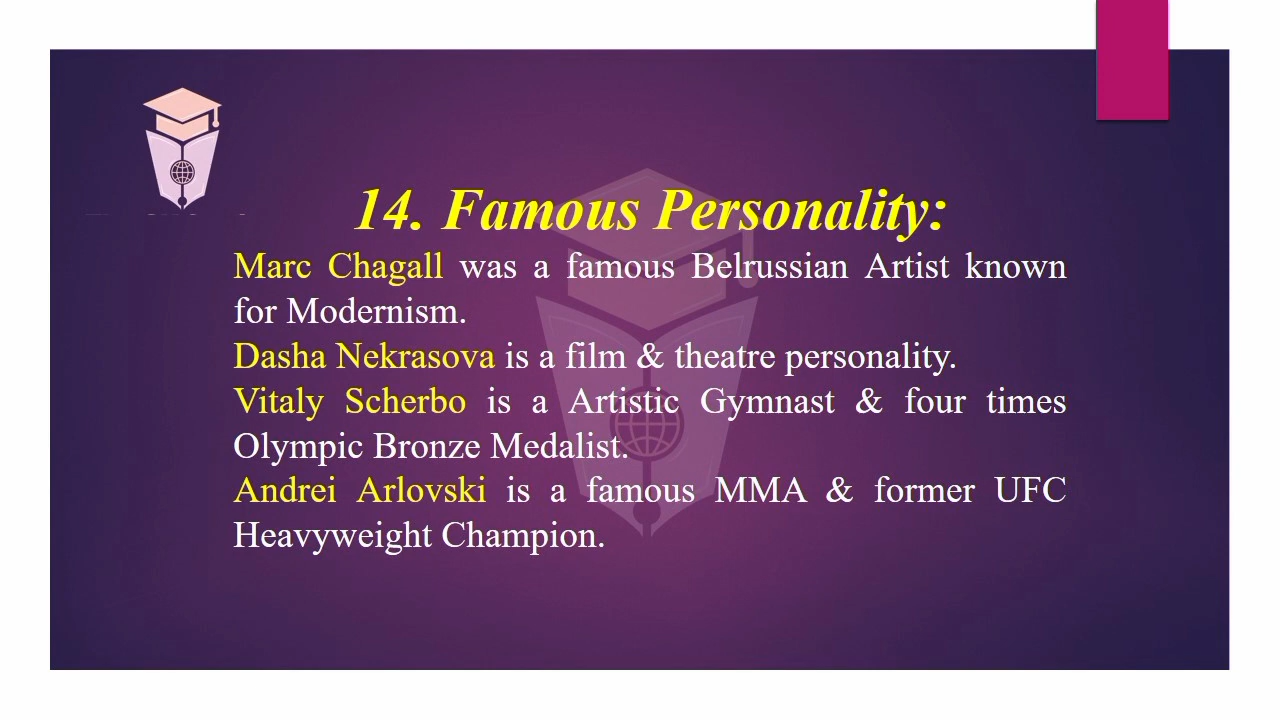 14. Famous Personality:
Marc Chagall was a famous Belrussian Artist known
for Modernism.
Dasha Nekrasova is a film & theatre personality.
Vitaly Scherbo is a Artistic Gymnast & four times
Olympic Bronze Medalist.
Andrei Arlovski is a famous MMA & former UFC
Heavyweight Champion.